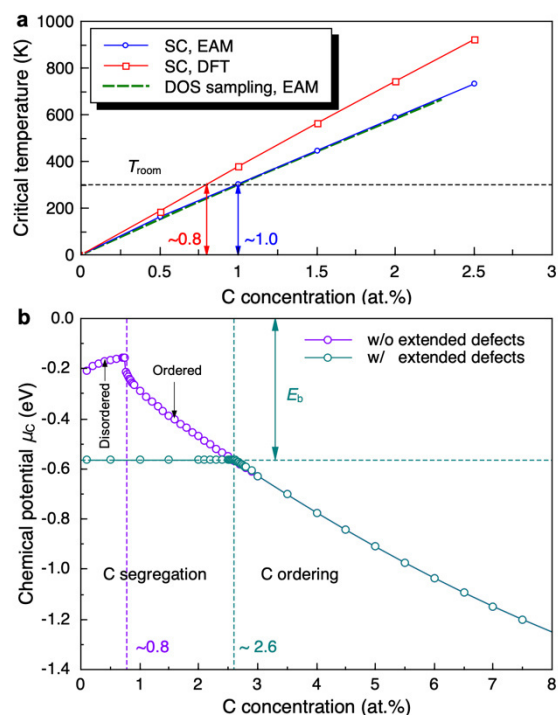 a
Critical temperature (K)
1000
800
600
400
200
0
SC, EAM
SC, DFT
DOS sampling, EAM
Troom
~0.8
~1.0
0
0.5
1
1.5
2
2.5
3
C concentration (at.%)
b
Chemical potential μC (eV)
0.0
-0.2
-0.4
-0.6
-0.8
-1.0
-1.2
-1.4
w/o extended defects
w/ extended defects
Disordered
Ordered
Eb
C segregation
C ordering
~0.8
~ 2.6
0
1
2
3
4
5
6
7
8
C concentration (at.%)